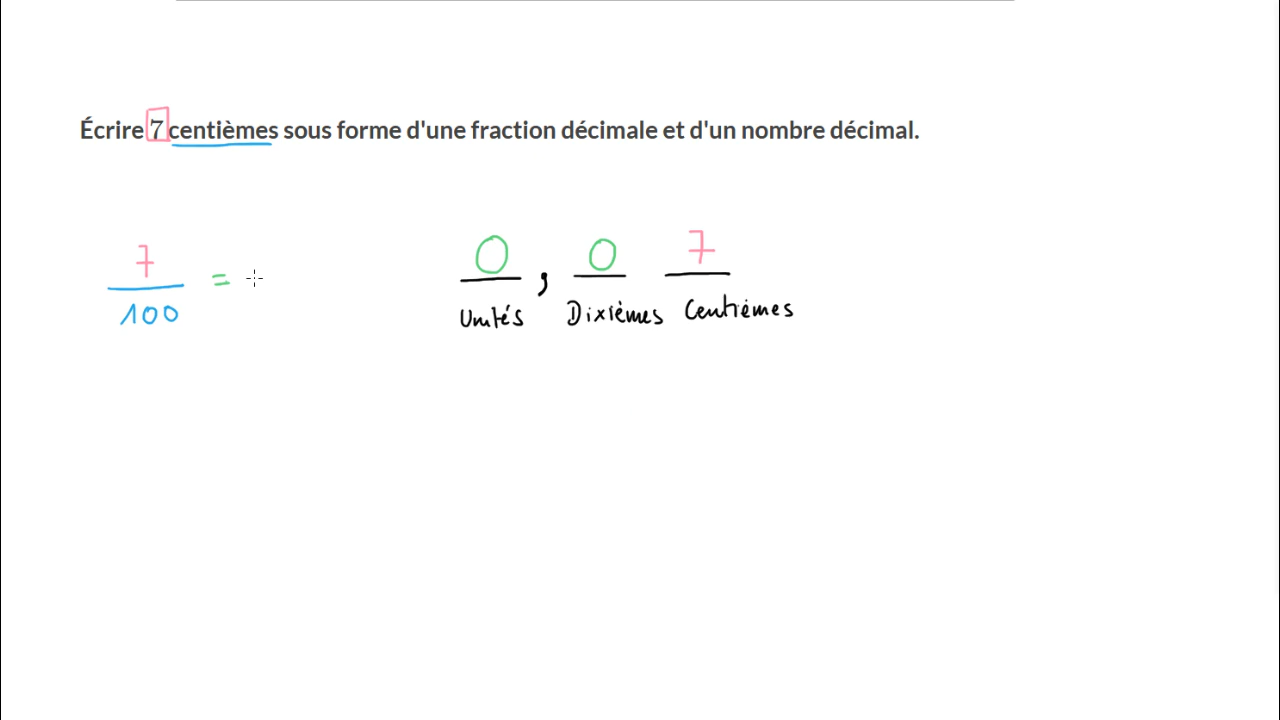 Écrire 7 centièmes sous forme d'une fraction décimale et d'un nombre décimal.
7
100
=
0 , 0 7
Unités Dixièmes Centièmes